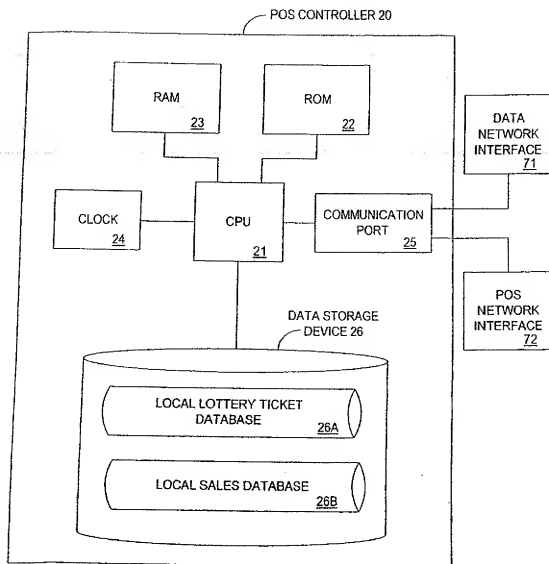 POS CONTROLLER 20
RAM
23
ROM
22
DATA
NETWORK
INTERFACE
71
CLOCK
24
CPU
21
COMMUNICATION
PORT
25
POS
NETWORK
INTERFACE
72
DATA STORAGE
DEVICE 26
LOCAL LOTTERY TICKET
DATABASE
26A
LOCAL SALES DATABASE
26B